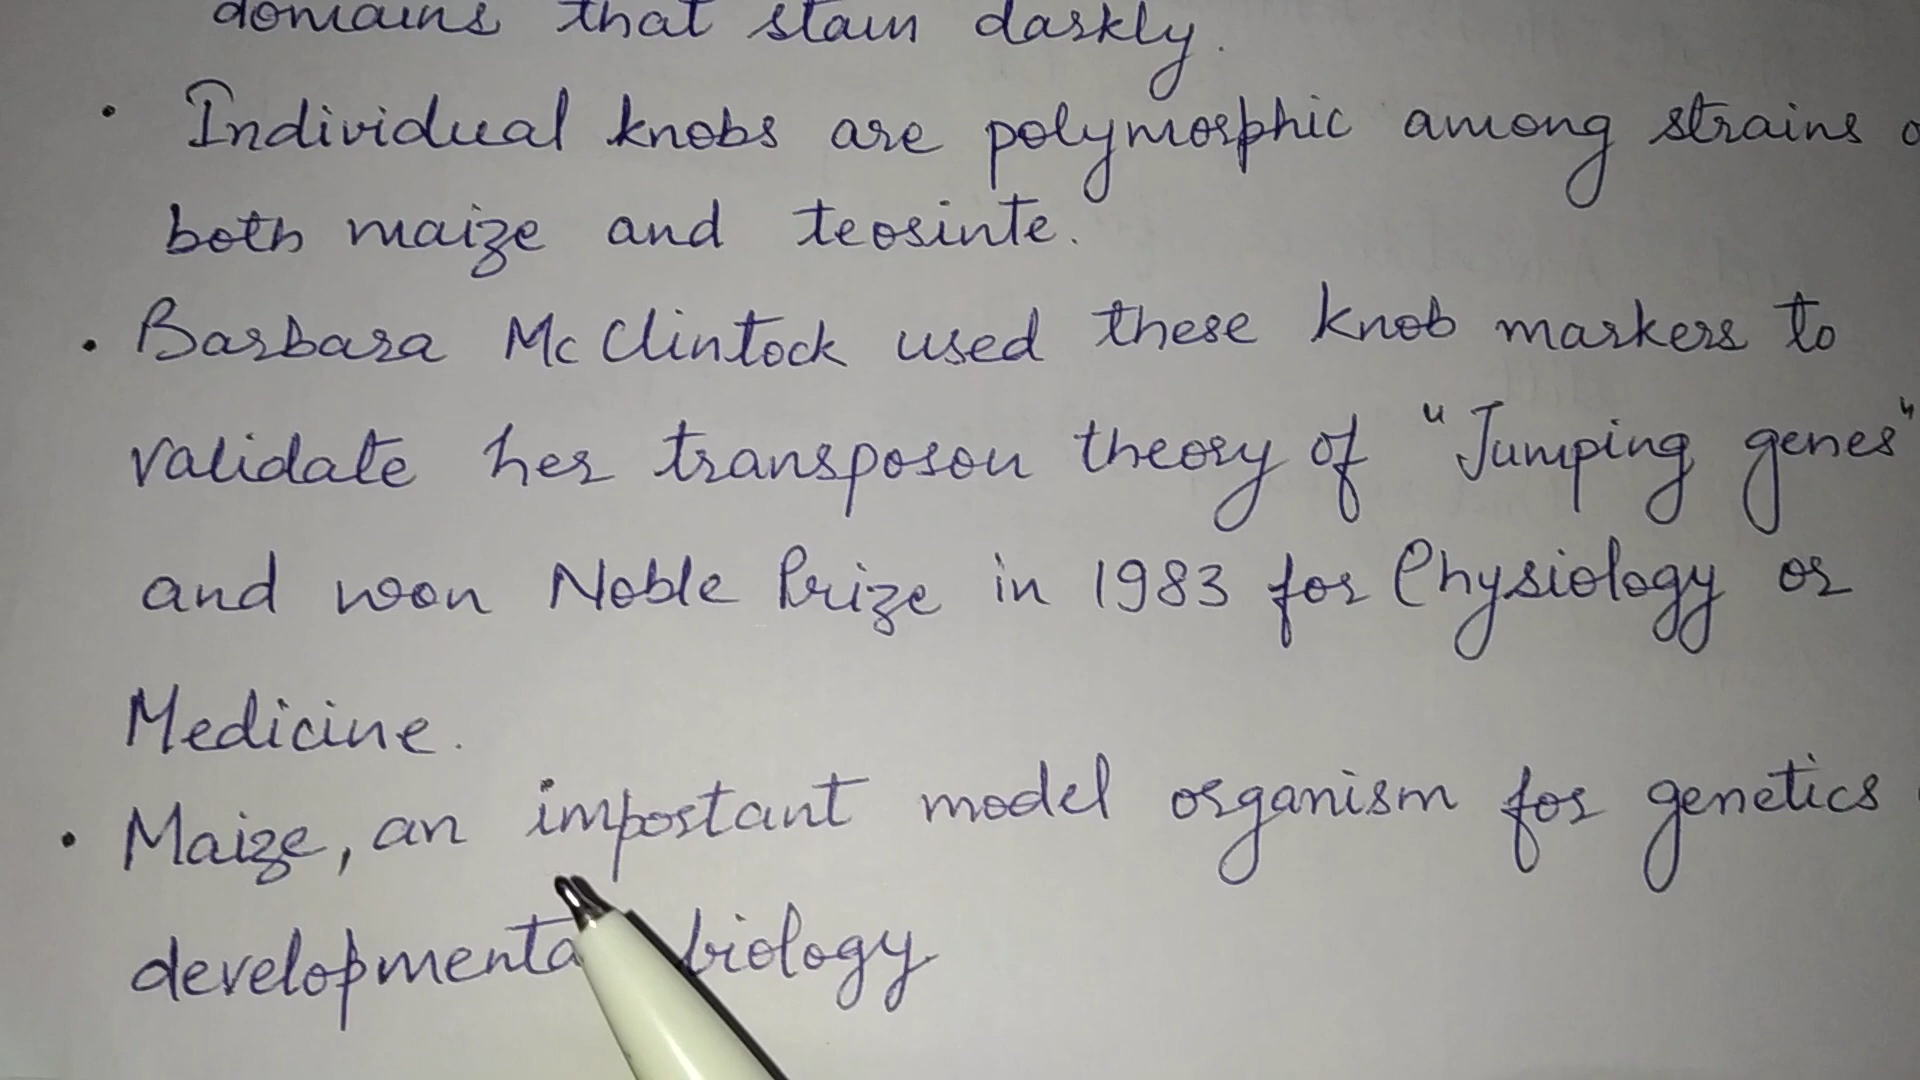 domains that stain darkly.
• Individual knobs are polymorphic among strains
both maize and teosinte.
• Barbara McClintock used these knob markers to
validate her transposon theory of "Jumping genes"
and won Noble Prize in 1983 for Physiology or
Medicine.
• Maize, an important model organism for genetics
developmenta biology